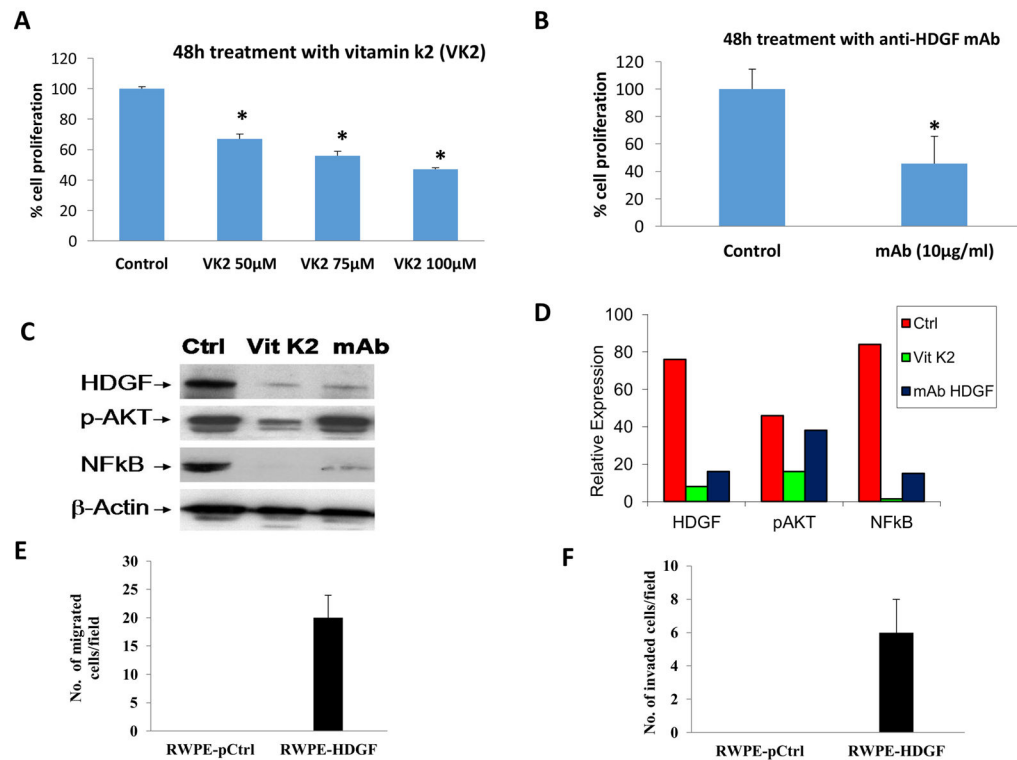 A
48h treatment with vitamin k2 (VK2)
% cell proliferation
120
100
80
60
40
20
0
*
*
*
Control
VK2 50µM
VK2 75µM
VK2 100µM
B
48h treatment with anti-HDGF mAb
% cell proliferation
120
100
80
60
40
20
0
*
Control
mAb (10µg/ml)
C
Ctrl Vit K2 mAb
HDGF
p-AKT
NFkB
β-Actin
D
Relative Expression
100
80
60
40
20
0
Ctrl
Vit K2
mAb HDGF
HDGF
pAKT
NFkB
E
No. of migrated
cells/field
30
25
20
15
10
5
0
RWPE-pCtrl
RWPE-HDGF
F
No. of invaded cells/field
10
8
6
4
2
0
RWPE-pCtrl
RWPE-HDGF